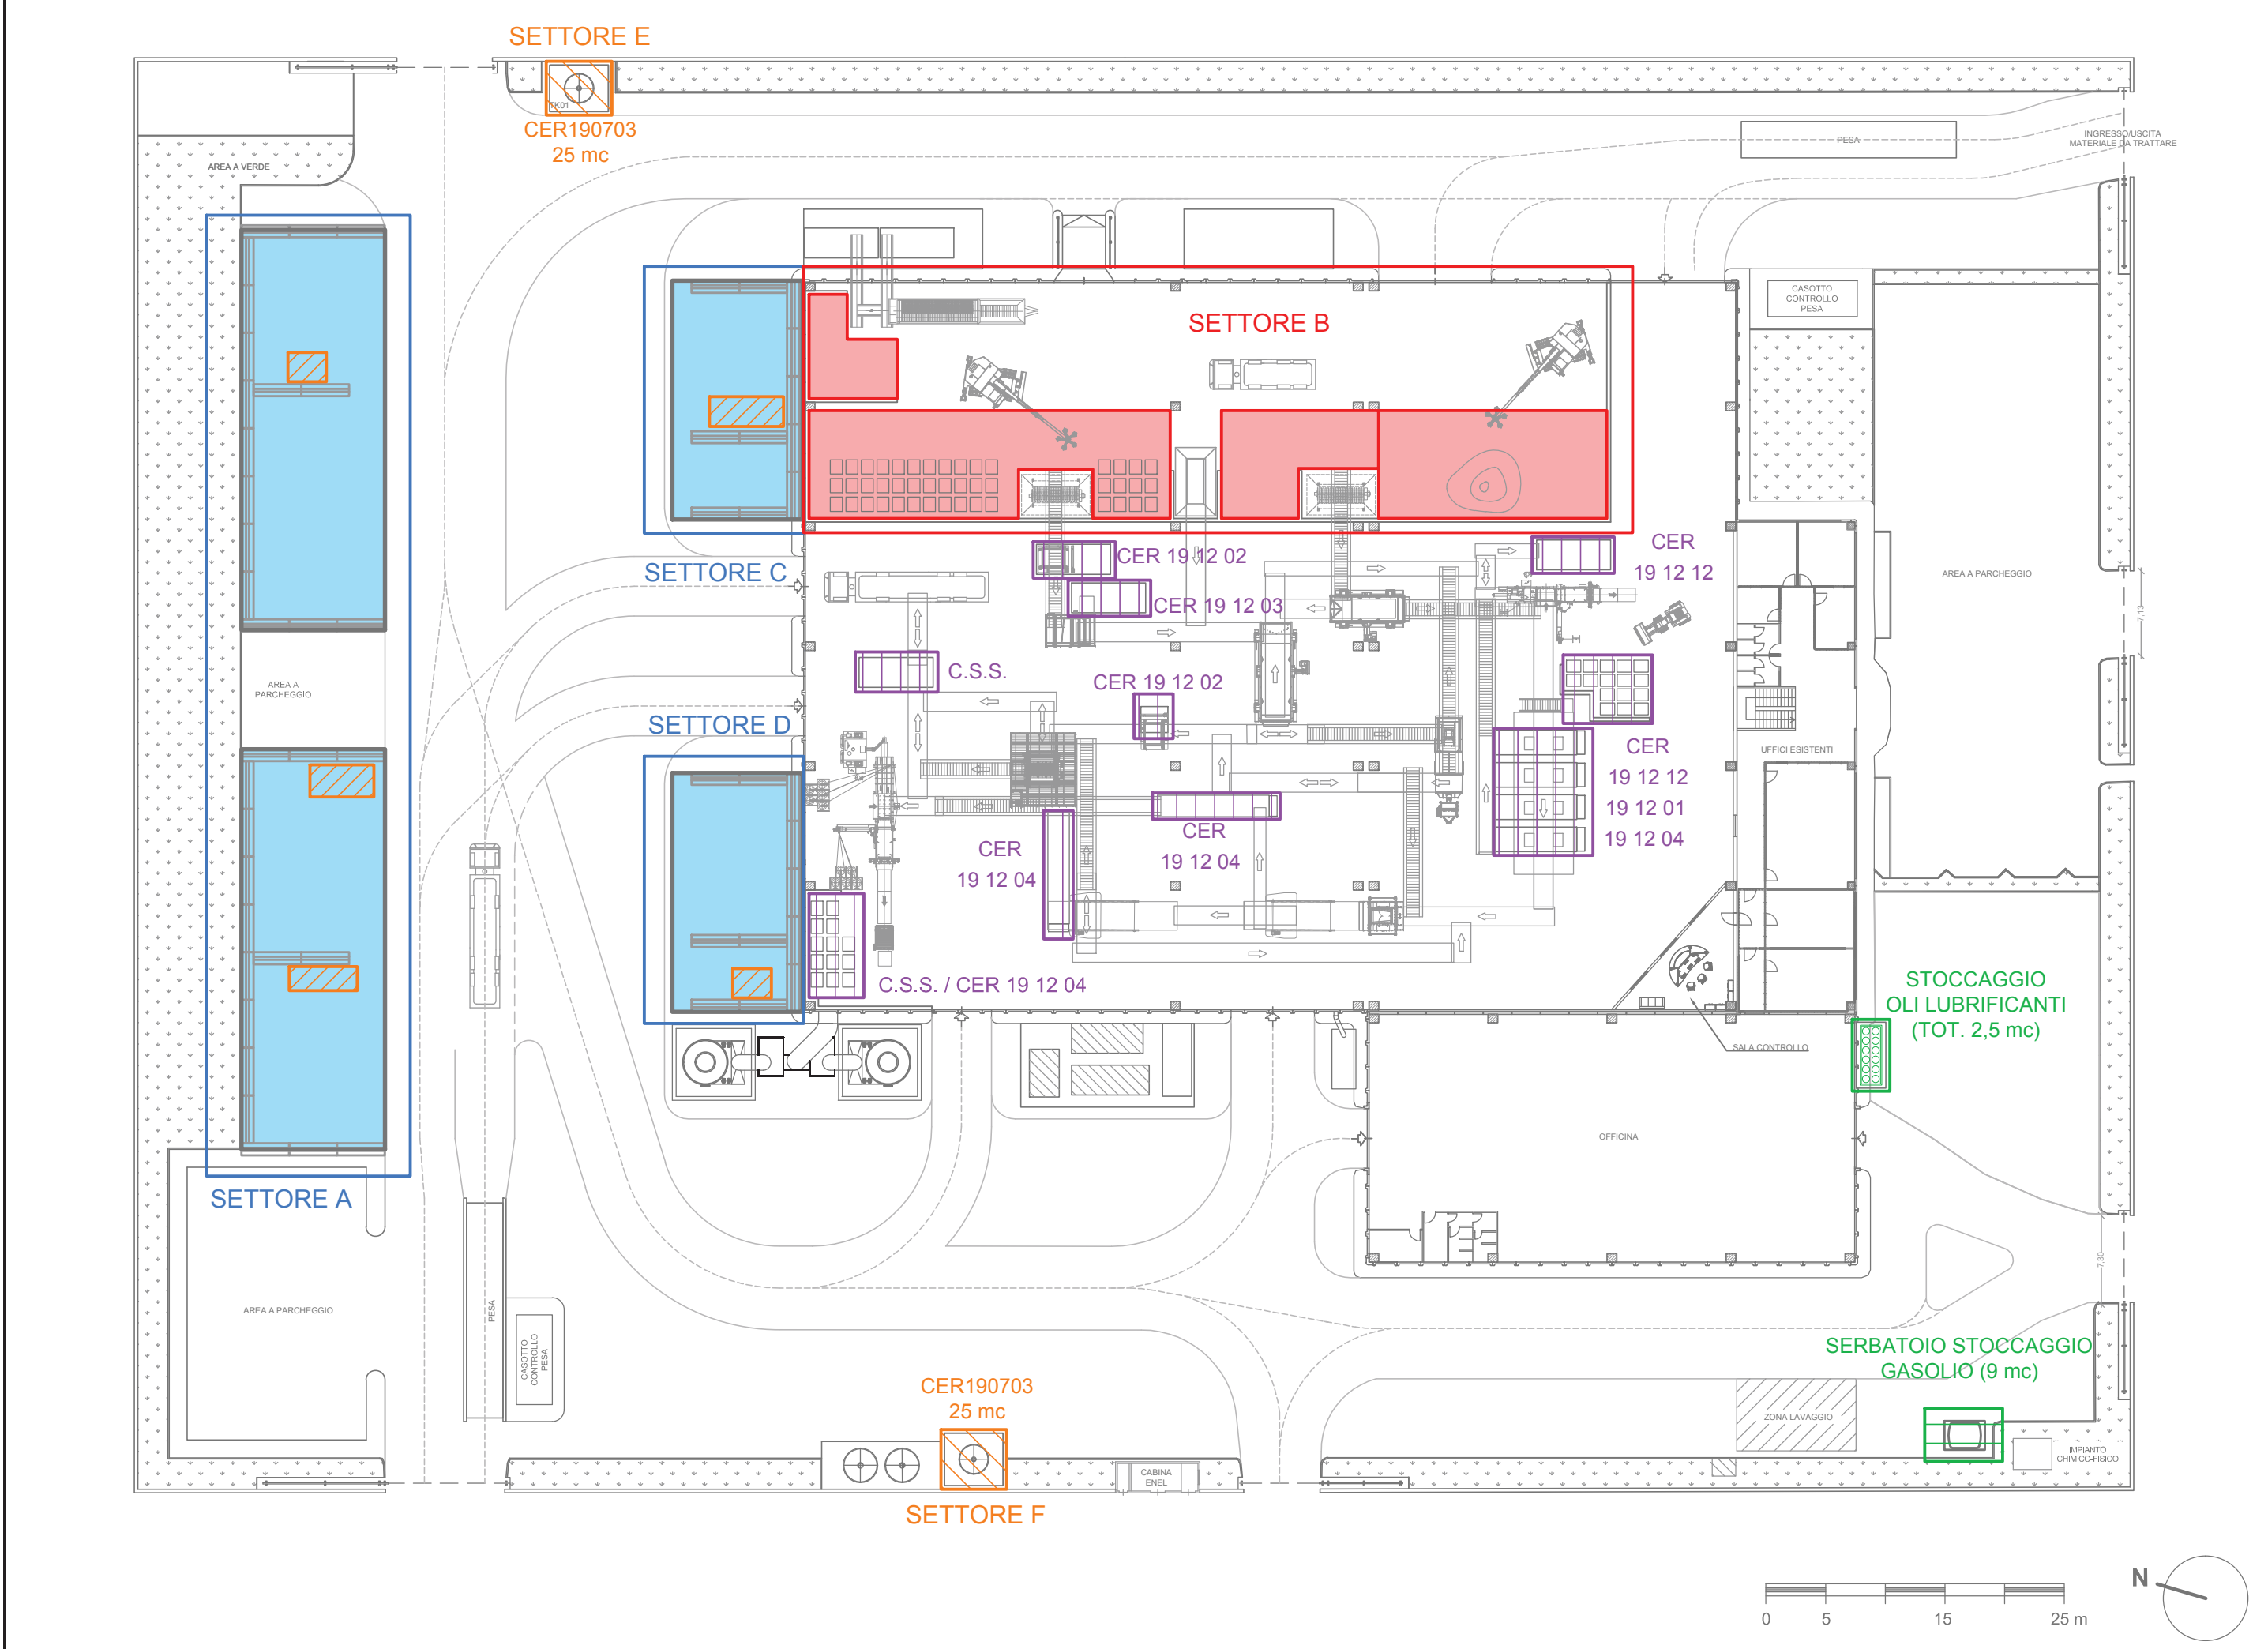 SETTORE E
TK01
CER190703
25 mc
PESA
INGRESSO/USCITA
MATERIALE DA TRATTARE
AREA A VERDE
CASOTTO
CONTROLLO
PESA
SETTORE B
CER 19 12 02
CER
19 12 12
SETTORE C
AREA A PARCHEGGIO
CER 19 12 03
7,13
C.S.S.
CER 19 12 02
AREA A
PARCHEGGIO
SETTORE D
UFFICI ESISTENTI
CER
19 12 12
19 12 01
19 12 04
CER
19 12 04
CER
19 12 04
C.S.S. / CER 19 12 04
STOCCAGGIO
OLI LUBRIFICANTI
(TOT. 2,5 mc)
SALA CONTROLLO
OFFICINA
SETTORE A
7,30
AREA A PARCHEGGIO
PESA
CASOTTO
CONTROLLO
PESA
SERBATOIO STOCCAGGIO
GASOLIO (9 mc)
CER190703
25 mc
ZONA LAVAGGIO
IMPIANTO
CHIMICO-FISICO
CABINA
ENEL
SETTORE F
N
0 5 15 25 m